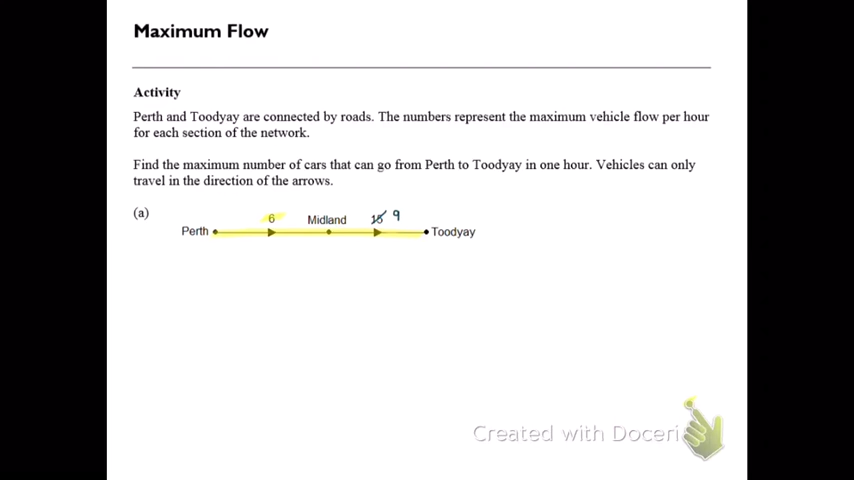 Maximum Flow
Activity
Perth and Toodyay are connected by roads. The numbers represent the maximum vehicle flow per hour
for each section of the network.
Find the maximum number of cars that can go from Perth to Toodyay in one hour. Vehicles can only
travel in the direction of the arrows.
(a)
6 Midland 15 9
Perth Toodyay
Created with Doceri